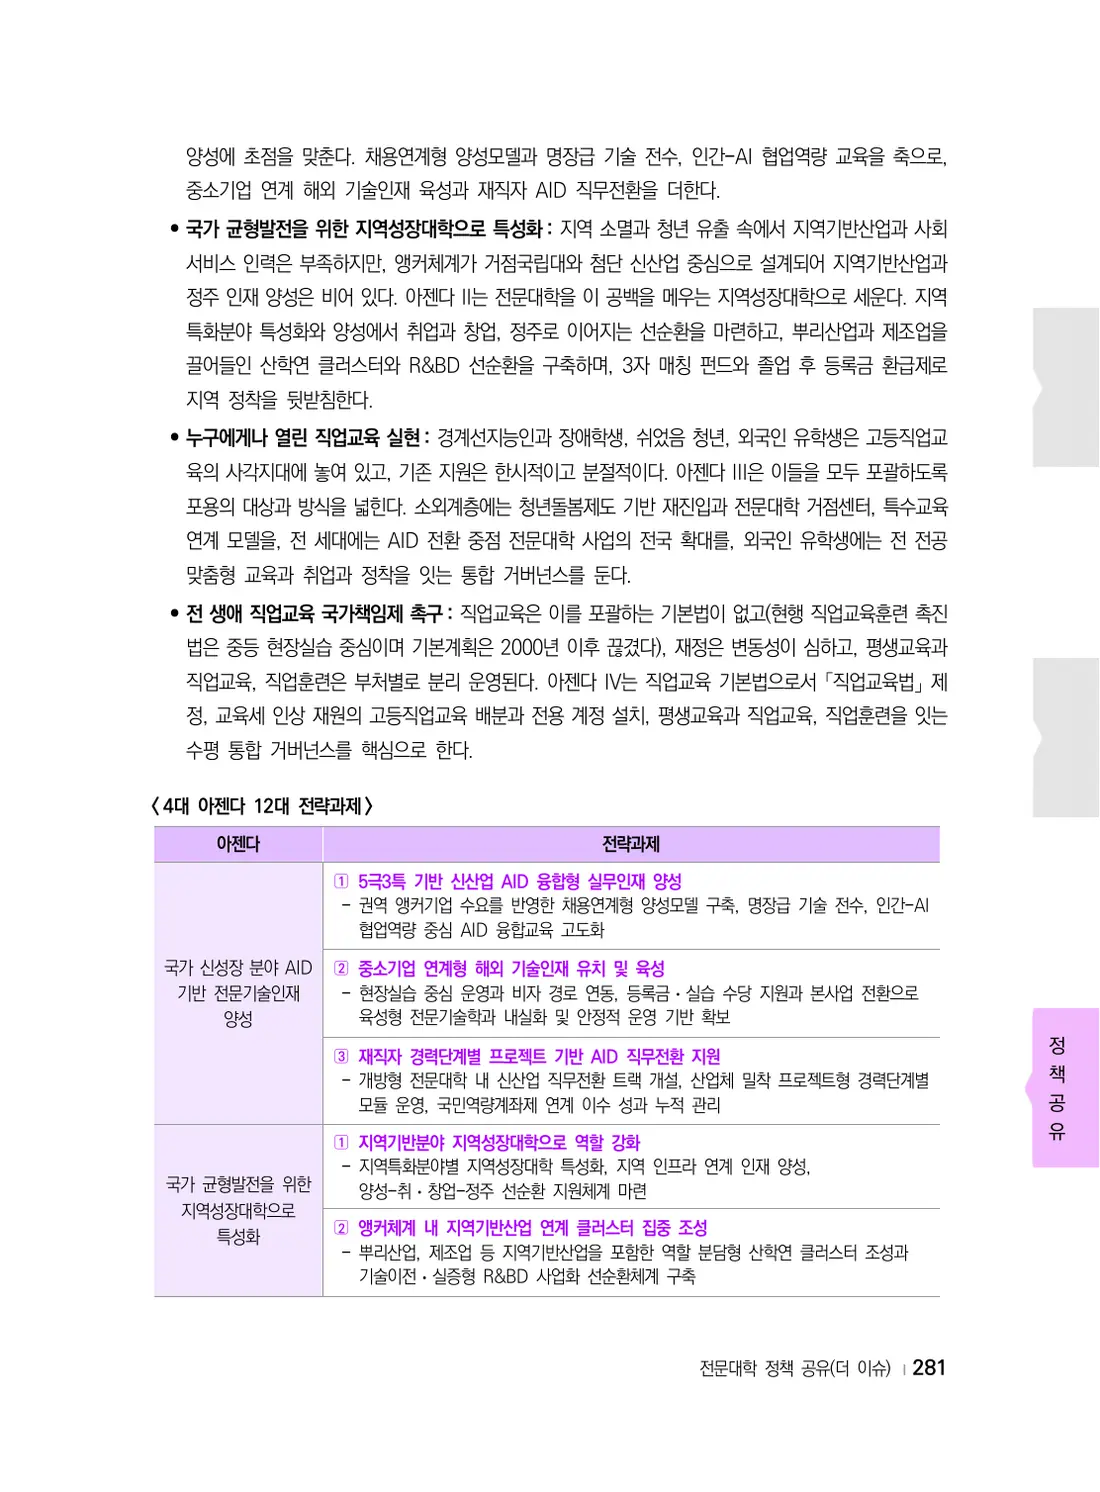 양성에 초점을 맞춘다. 채용연계형 양성모델과 명장급 기술 전수, 인간-AI 협업역량 교육을 축으로,
중소기업 연계 해외 기술인재 육성과 재직자 AID 직무전환을 더한다.
• 국가 균형발전을 위한 지역성장대학으로 특성화 : 지역 소멸과 청년 유출 속에서 지역기반산업과 사회
서비스 인력은 부족하지만, 앵커체계가 거점국립대와 첨단 신산업 중심으로 설계되어 지역기반산업과
정주 인재 양성은 비어 있다. 아젠다 II는 전문대학을 이 공백을 메우는 지역성장대학으로 세운다. 지역
특화분야 특성화와 양성에서 취업과 창업, 정주로 이어지는 선순환을 마련하고, 뿌리산업과 제조업을
끌어들인 산학연 클러스터와 R&BD 선순환을 구축하며, 3자 매칭 펀드와 졸업 후 등록금 환급제로
지역 정착을 뒷받침한다.
• 누구에게나 열린 직업교육 실현 : 경계선지능인과 장애학생, 쉬었음 청년, 외국인 유학생은 고등직업교
육의 사각지대에 놓여 있고, 기존 지원은 한시적이고 분절적이다. 아젠다 III은 이들을 모두 포괄하도록
포용의 대상과 방식을 넓힌다. 소외계층에는 청년돌봄제도 기반 재진입과 전문대학 거점센터, 특수교육
연계 모델을, 전 세대에는 AID 전환 중점 전문대학 사업의 전국 확대를, 외국인 유학생에는 전 전공
맞춤형 교육과 취업과 정착을 잇는 통합 거버넌스를 둔다.
• 전 생애 직업교육 국가책임제 촉구 : 직업교육은 이를 포괄하는 기본법이 없고(현행 직업교육훈련 촉진
법은 중등 현장실습 중심이며 기본계획은 2000년 이후 끊겼다), 재정은 변동성이 심하고, 평생교육과
직업교육, 직업훈련은 부처별로 분리 운영된다. 아젠다 IV는 직업교육 기본법으로서 「직업교육법」 제
정, 교육세 인상 재원의 고등직업교육 배분과 전용 계정 설치, 평생교육과 직업교육, 직업훈련을 잇는
수평 통합 거버넌스를 핵심으로 한다.
〈 4대 아젠다 12대 전략과제 〉
아젠다 전략과제
국가 신성장 분야 AID
기반 전문기술인재
양성
① 5극3특 기반 신산업 AID 융합형 실무인재 양성
- 권역 앵커기업 수요를 반영한 채용연계형 양성모델 구축, 명장급 기술 전수, 인간-AI
협업역량 중심 AID 융합교육 고도화
② 중소기업 연계형 해외 기술인재 유치 및 육성
- 현장실습 중심 운영과 비자 경로 연동, 등록금·실습 수당 지원과 본사업 전환으로
육성형 전문기술학과 내실화 및 안정적 운영 기반 확보
③ 재직자 경력단계별 프로젝트 기반 AID 직무전환 지원
- 개방형 전문대학 내 신산업 직무전환 트랙 개설, 산업체 밀착 프로젝트형 경력단계별
모듈 운영, 국민역량계좌제 연계 이수 성과 누적 관리
국가 균형발전을 위한
지역성장대학으로
특성화
① 지역기반분야 지역성장대학으로 역할 강화
- 지역특화분야별 지역성장대학 특성화, 지역 인프라 연계 인재 양성,
양성-취·창업-정주 선순환 지원체계 마련
② 앵커체계 내 지역기반산업 연계 클러스터 집중 조성
- 뿌리산업, 제조업 등 지역기반산업을 포함한 역할 분담형 산학연 클러스터 조성과
기술이전·실증형 R&BD 사업화 선순환체계 구축
정
책
공
유
전문대학 정책 공유(더 이슈) | 281